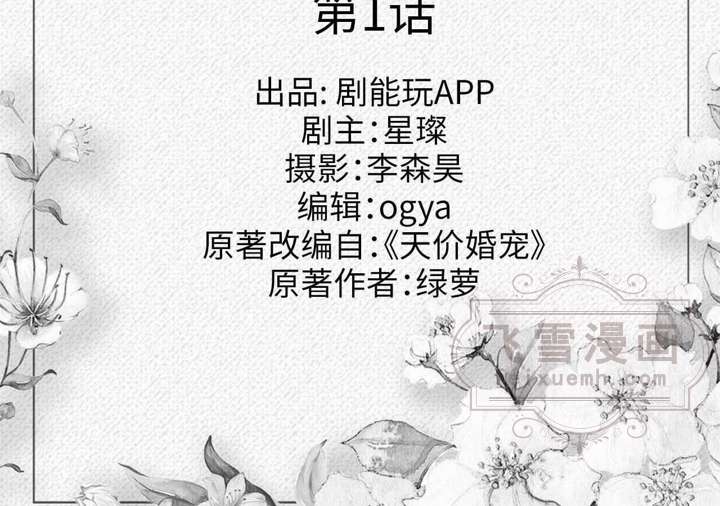 第1话
出品: 剧能玩APP
剧主:星璨
摄影:李森昊
编辑:ogya
原著改编自:《天价婚宠》
原著作者:绿萝
飞雪漫画
feixuemh.com